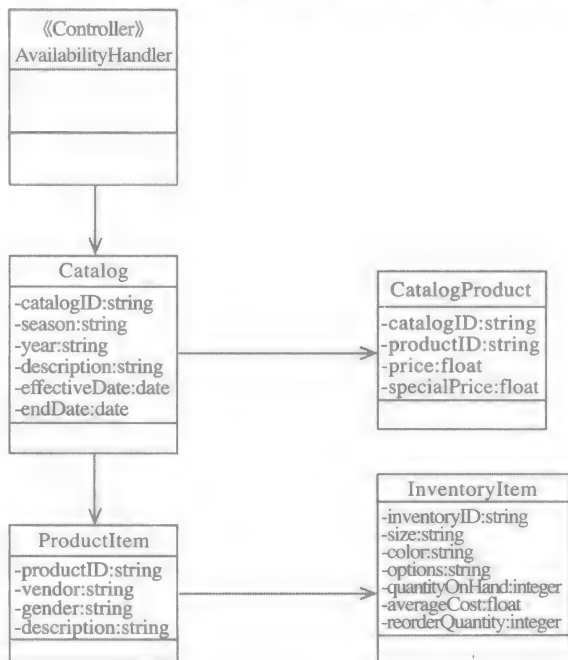 《Controller》
AvailabilityHandler
Catalog
-catalogID:string
-season:string
-year:string
-description:string
-effectiveDate:date
-endDate:date
CatalogProduct
-catalogID:string
-productID:string
-price:float
-specialPrice:float
ProductItem
-productID:string
-vendor:string
-gender:string
-description:string
InventoryItem
-inventoryID:string
-size:string
-color:string
-options:string
-quantityOnHand:integer
-averageCost:float
-reorderQuantity:integer